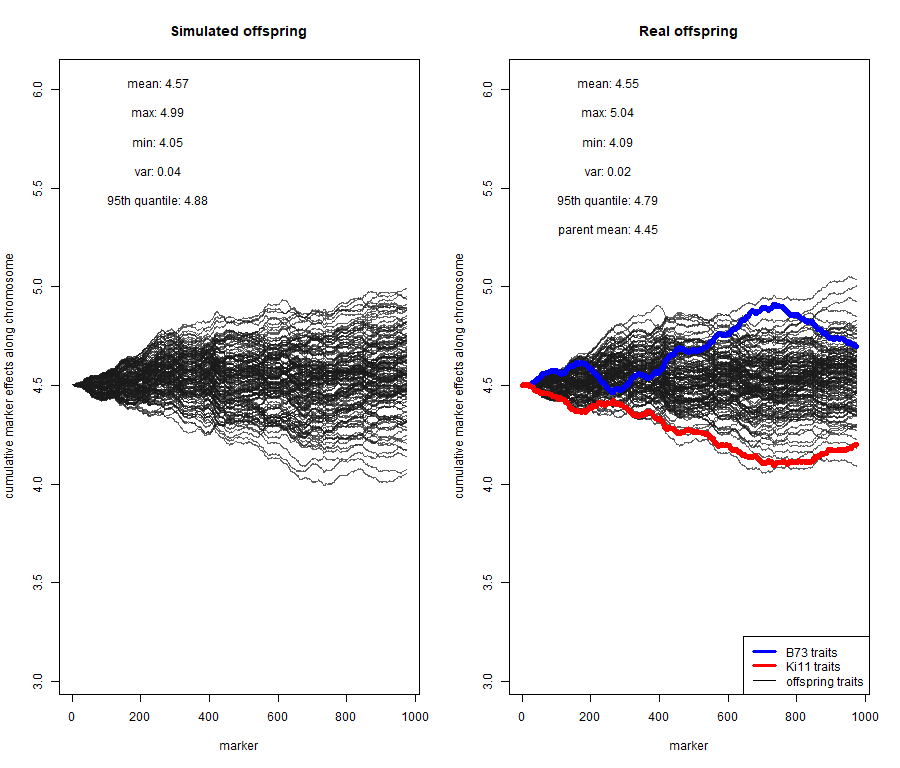 Simulated offspring
mean: 4.57
max: 4.99
min: 4.05
var: 0.04
95th quantile: 4.88
cumulative marker effects along chromosome
6.0
5.5
5.0
4.5
4.0
3.5
3.0
0 200 400 600 800 1000
marker
Real offspring
mean: 4.55
max: 5.04
min: 4.09
var: 0.02
95th quantile: 4.79
parent mean: 4.45
cumulative marker effects along chromosome
6.0
5.5
5.0
4.5
4.0
3.5
3.0
B73 traits
Ki11 traits
offspring traits
0 200 400 600 800 1000
marker